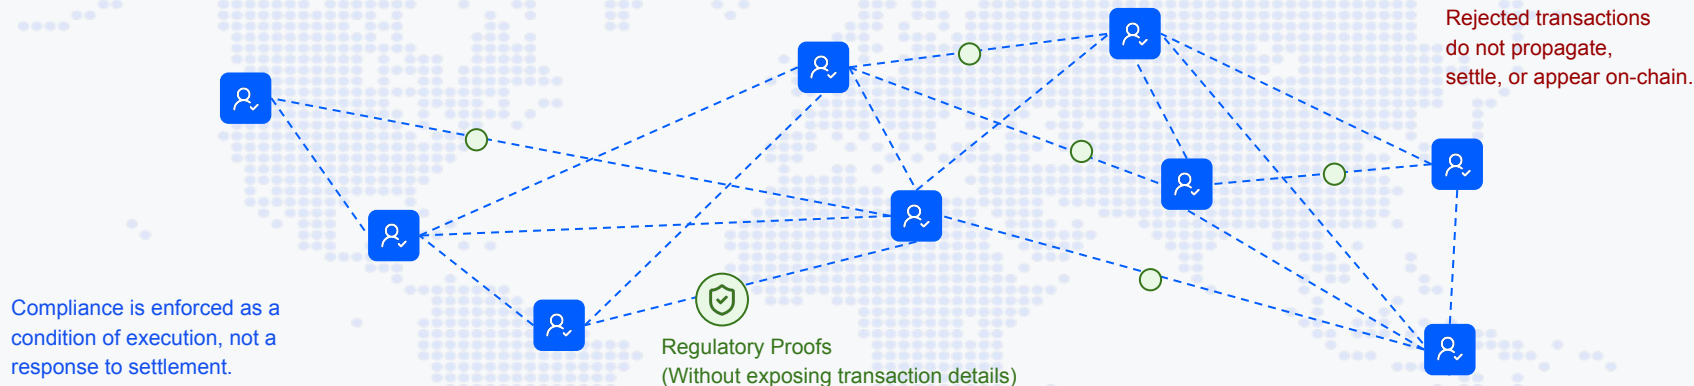 Rejected transactions
do not propagate,
settle, or appear on-chain.
Compliance is enforced as a
condition of execution, not a
response to settlement.
Regulatory Proofs
(Without exposing transaction details)